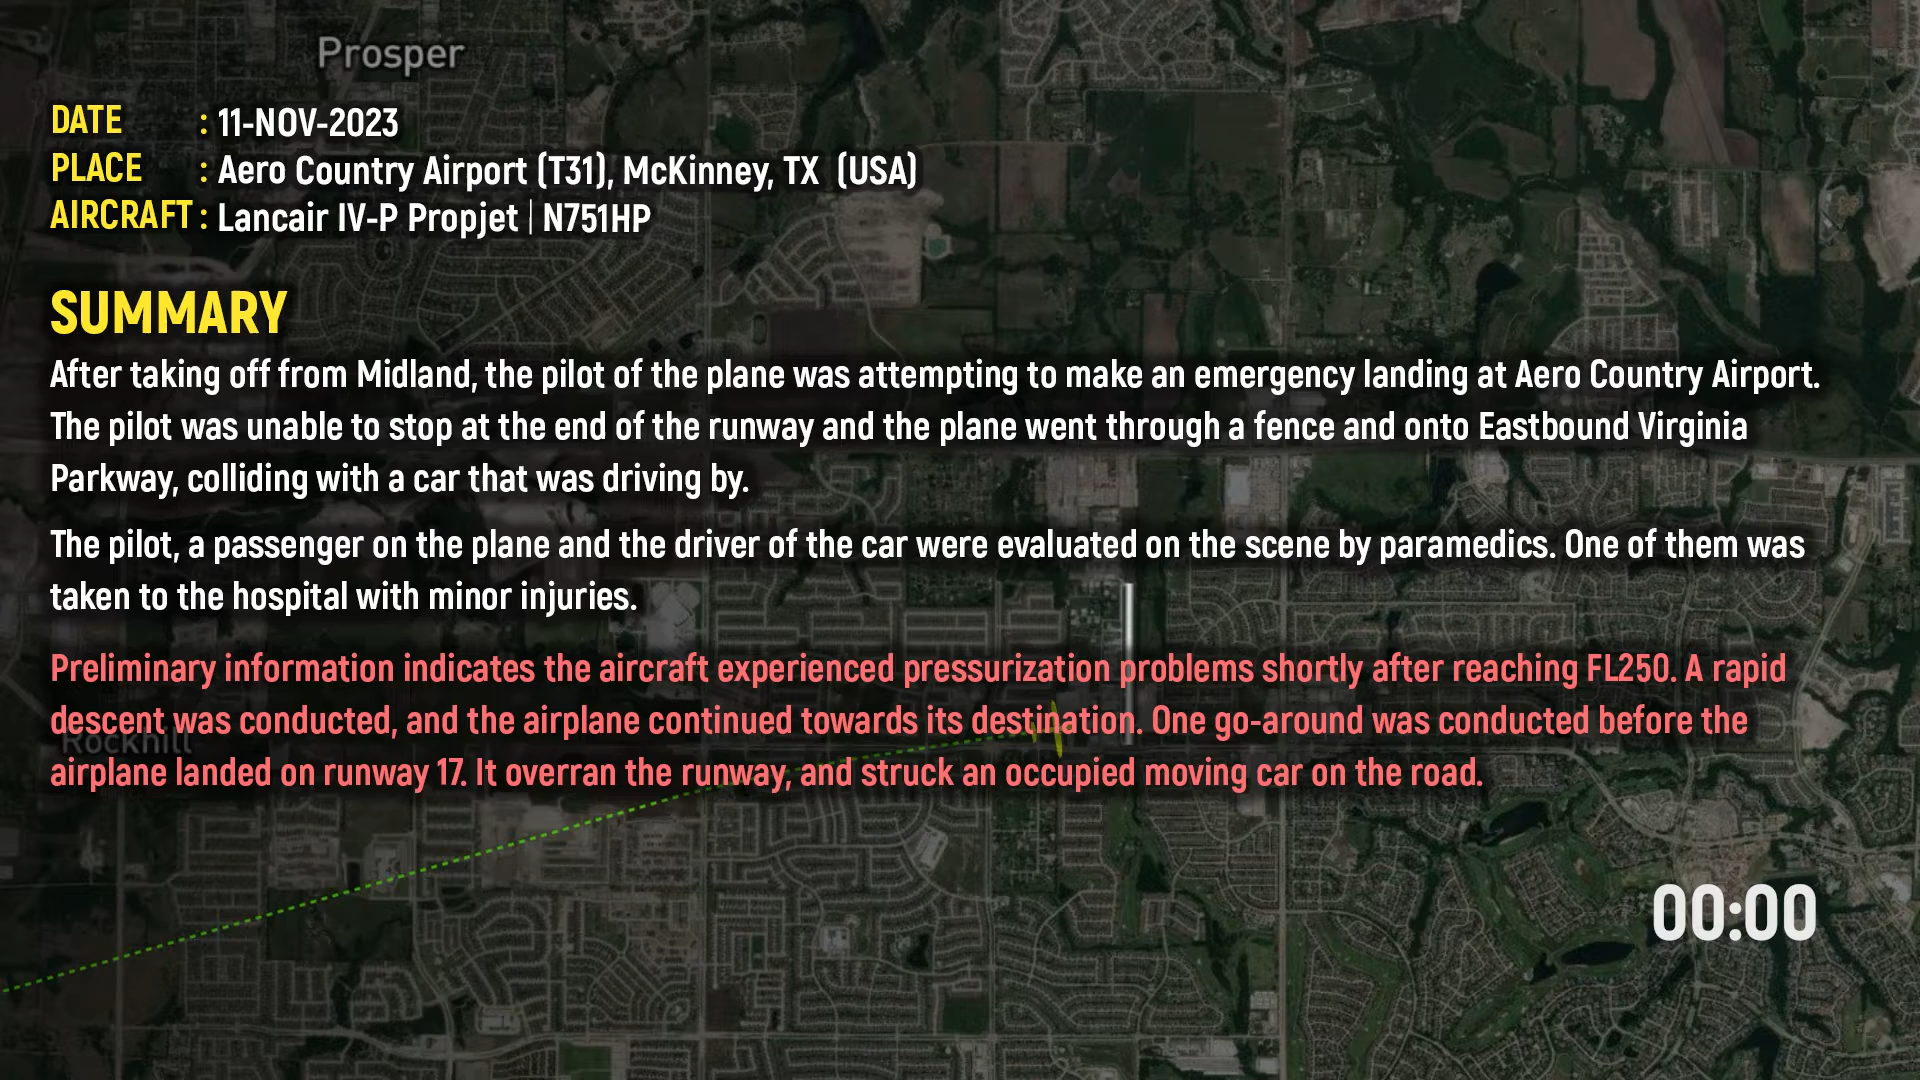 Prosper
DATE : 11-NOV-2023
PLACE : Aero Country Airport (T31), McKinney, TX (USA)
AIRCRAFT : Lancair IV-P Propjet | N751HP
SUMMARY
After taking off from Midland, the pilot of the plane was attempting to make an emergency landing at Aero Country Airport.
The pilot was unable to stop at the end of the runway and the plane went through a fence and onto Eastbound Virginia
Parkway, colliding with a car that was driving by.
The pilot, a passenger on the plane and the driver of the car were evaluated on the scene by paramedics. One of them was
taken to the hospital with minor injuries.
Preliminary information indicates the aircraft experienced pressurization problems shortly after reaching FL250. A rapid
descent was conducted, and the airplane continued towards its destination. One go-around was conducted before the
Rockhill
airplane landed on runway 17. It overran the runway, and struck an occupied moving car on the road.
00:00